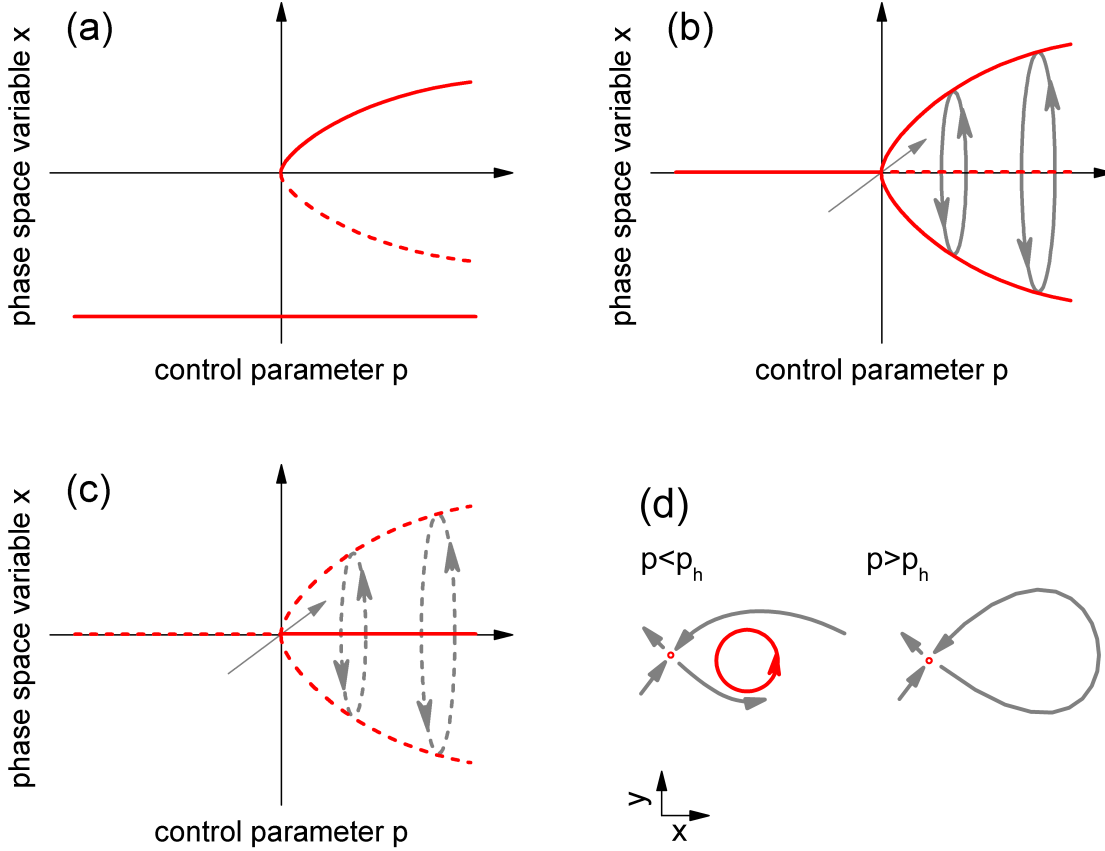 (a)
phase space variable x
control parameter p
(b)
phase space variable x
control parameter p
(c)
phase space variable x
control parameter p
(d)
p<pₕ
p>pₕ
y
x